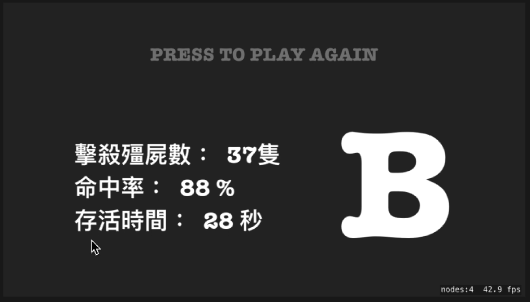 PRESS TO PLAY AGAIN
擊殺殭屍數： 37隻
命中率： 88 %
存活時間： 28 秒
B
nodes:4 42.9 fps